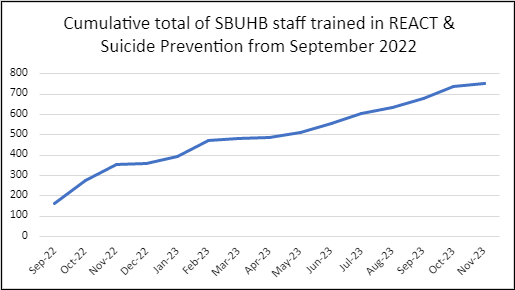 Cumulative total of SBUHB staff trained in REACT &
Suicide Prevention from September 2022
800
700
600
500
400
300
200
100
0
Sep-22
Oct-22
Nov-22
Dec-22
Jan-23
Feb-23
Mar-23
Apr-23
May-23
Jun-23
Jul-23
Aug-23
Sep-23
Oct-23
Nov-23